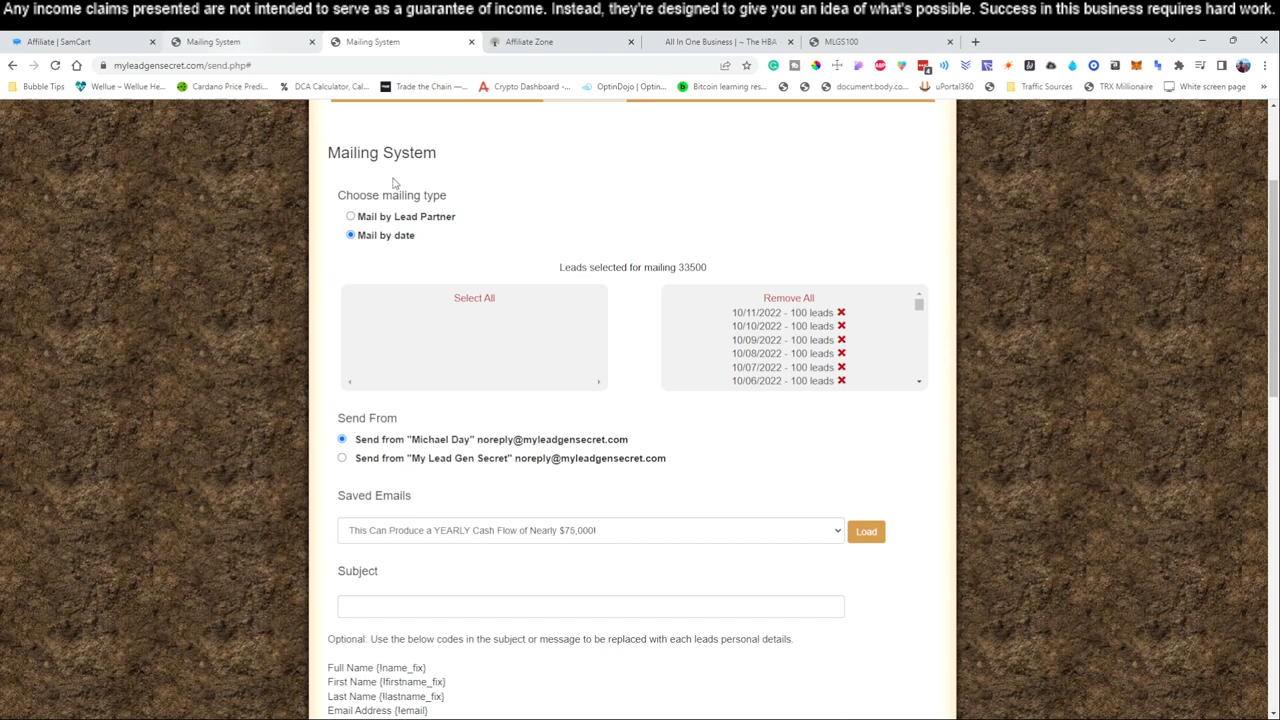 Any income claims presented are not intended to serve as a guarantee of income. Instead, they're designed to give you an idea of what's possible. Success in this business requires hard work.
Affiliate | SamCart
Mailing System
Mailing System
Affiliate Zone
All In One Business | ~ The HBA
MLGS100
myleadgensecret.com/send.php#
4
Bubble Tips
Wellue – Wellue He...
Cardano Price Predi...
DCA Calculator, Cal...
Trade the Chain —...
Crypto Dashboard -...
OptinDojo | Optin...
Bitcoin learning res...
document.body.co...
uPortal360
Traffic Sources
TRX Millionaire
White screen page
Mailing System
Choose mailing type
Mail by Lead Partner
Mail by date
Leads selected for mailing 33500
Select All
Remove All
10/11/2022 - 100 leads
10/10/2022 - 100 leads
10/09/2022 - 100 leads
10/08/2022 - 100 leads
10/07/2022 - 100 leads
10/06/2022 - 100 leads
Send From
Send from "Michael Day" noreply@myleadgensecret.com
Send from "My Lead Gen Secret" noreply@myleadgensecret.com
Saved Emails
This Can Produce a YEARLY Cash Flow of Nearly $75,000!
Load
Subject
Optional: Use the below codes in the subject or message to be replaced with each leads personal details.
Full Name {!name_fix}
First Name {!firstname_fix}
Last Name {!lastname_fix}
Email Address {!email}